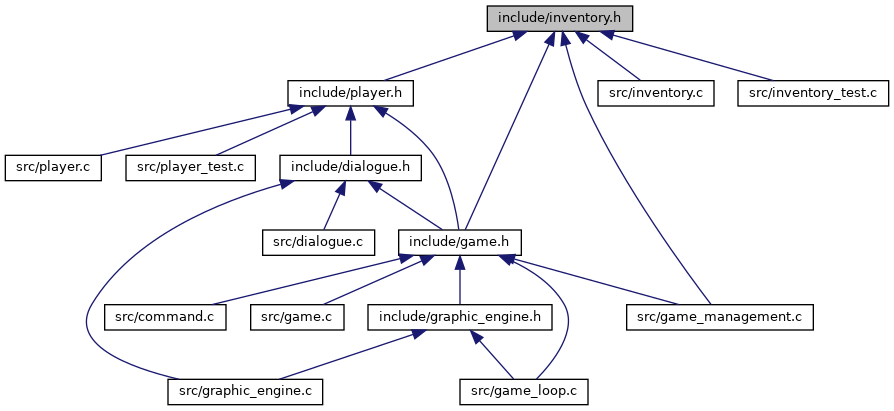 include/inventory.h
include/player.h
src/inventory.c
src/inventory_test.c
src/player.c
src/player_test.c
include/dialogue.h
src/dialogue.c
include/game.h
src/command.c
src/game.c
include/graphic_engine.h
src/game_management.c
src/graphic_engine.c
src/game_loop.c